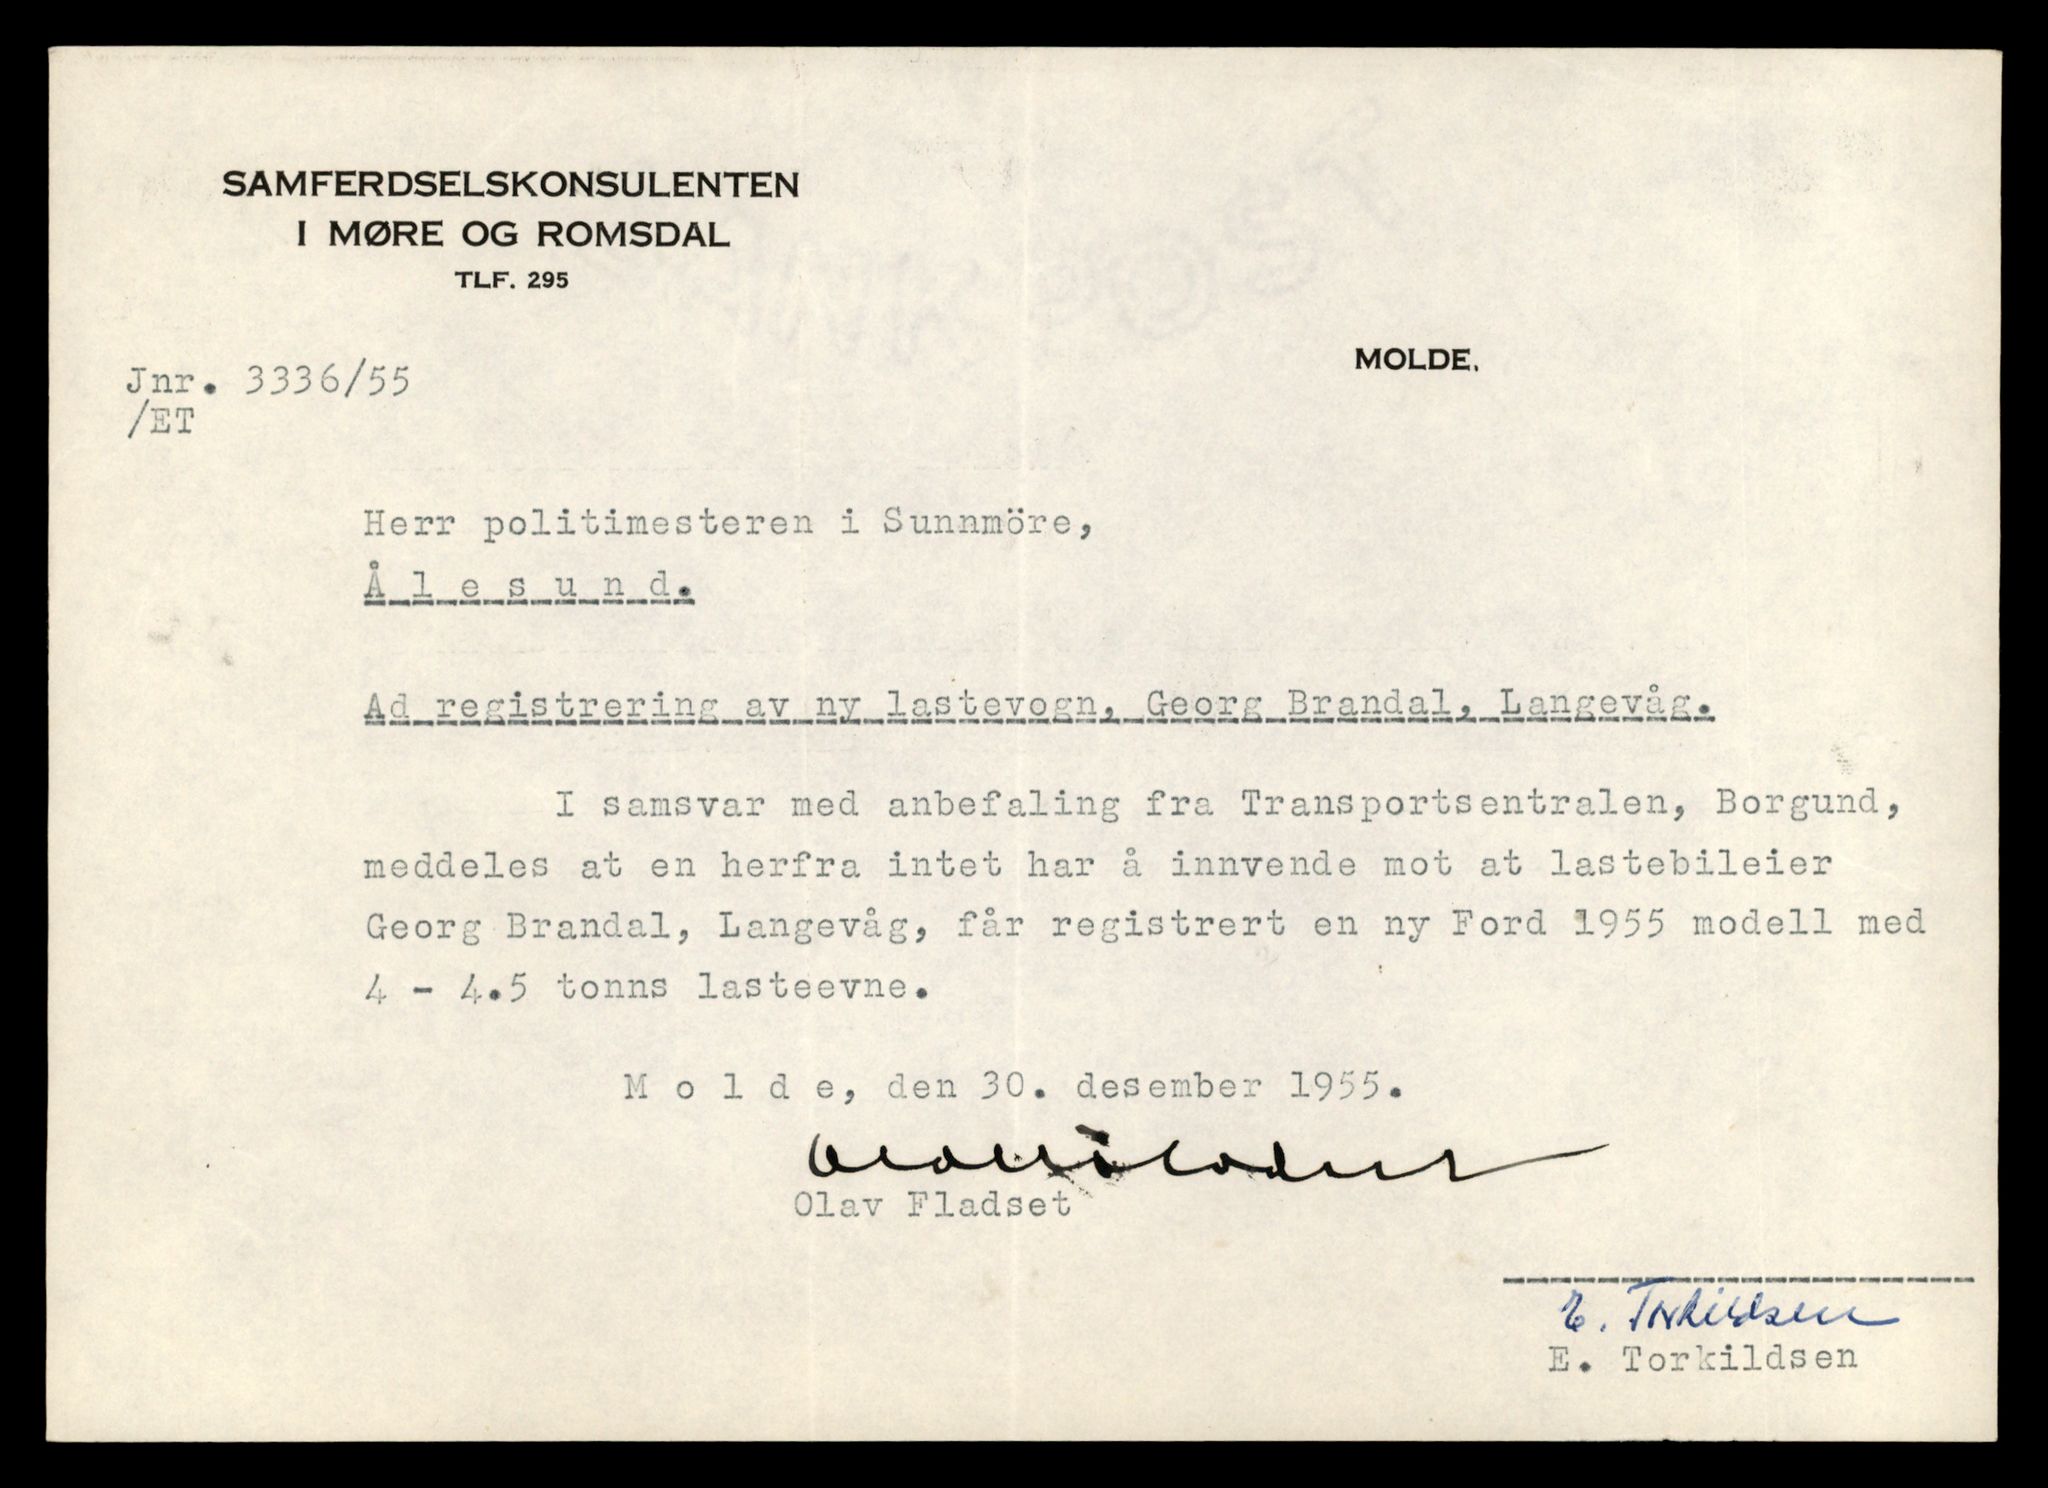 SAMFERDSELSKONSULENTEN
I MØRE OG ROMSDAL
TLF. 295
MOLDE.
Jnr. 3336/55
/ET
Herr politimesteren i Sunnmöre,
Å l e s u n d.
Ad registrering av ny lastevogn, Georg Brandal, Langevåg.
I samsvar med anbefaling fra Transportsentralen, Borgund,
meddeles at en herfra intet har å innvende mot at lastebileier
Georg Brandal, Langevåg, får registrert en ny Ford 1955 modell med
4 - 4.5 tonns lasteevne.
M o l d e, den 30. desember 1955.
Olav Fladset
Olav Fladset
E. Torkildsen
E. Torkildsen